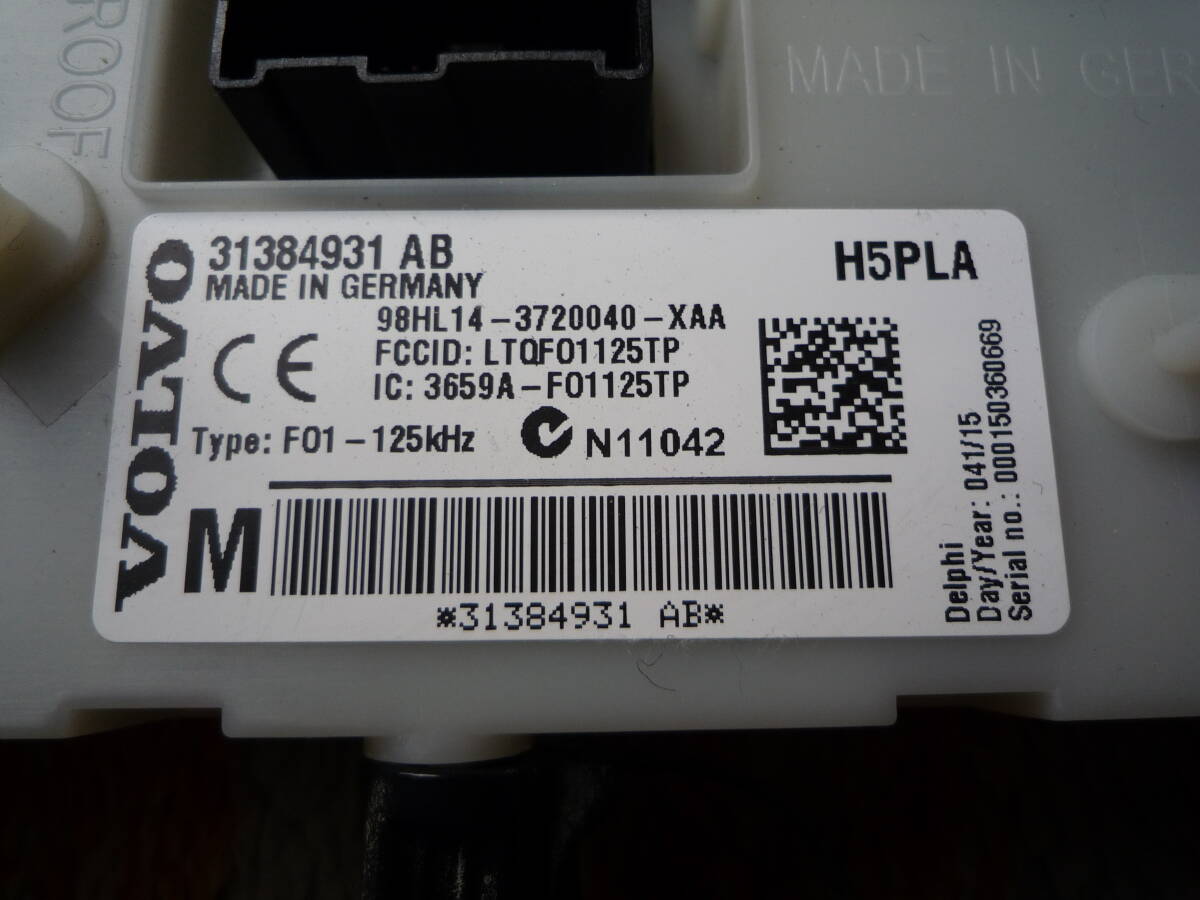 ROOF
MADE IN GER
VOLVO
31384931 AB
H5PLA
MADE IN GERMANY
98HL14-3720040-XAA
CE
FCCID: LTQFO1125TP
IC: 3659A-FO1125TP
Type: FO1-125kHz
N11042
M
*31384931 AB*
Delphi
Day/Year: 041/15
Serial no.: 000150360669